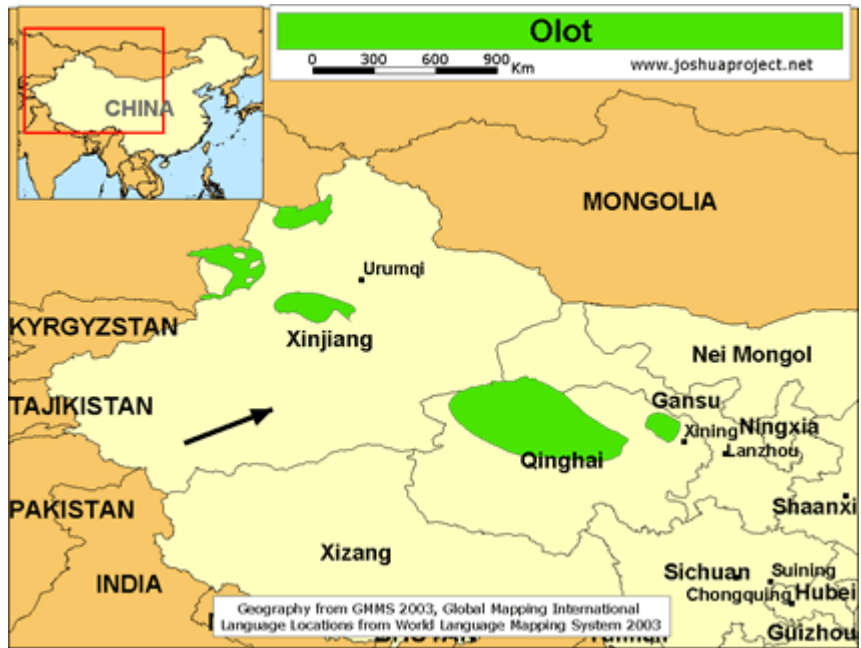 Olot
0 300 600 900 Km
www.joshuaproject.net
CHINA
MONGOLIA
Urumqi
KYRGYZSTAN
Xinjiang
Nei Mongol
TAJIKISTAN
Gansu
Xining Ningxia
Lanzhou
Qinghai
PAKISTAN
Shaanxi
Xizang
INDIA
Sichuan Suining
Chongquing Hubei
Geography from GMMS 2003, Global Mapping International
Language Locations from World Language Mapping System 2003
Guizhou